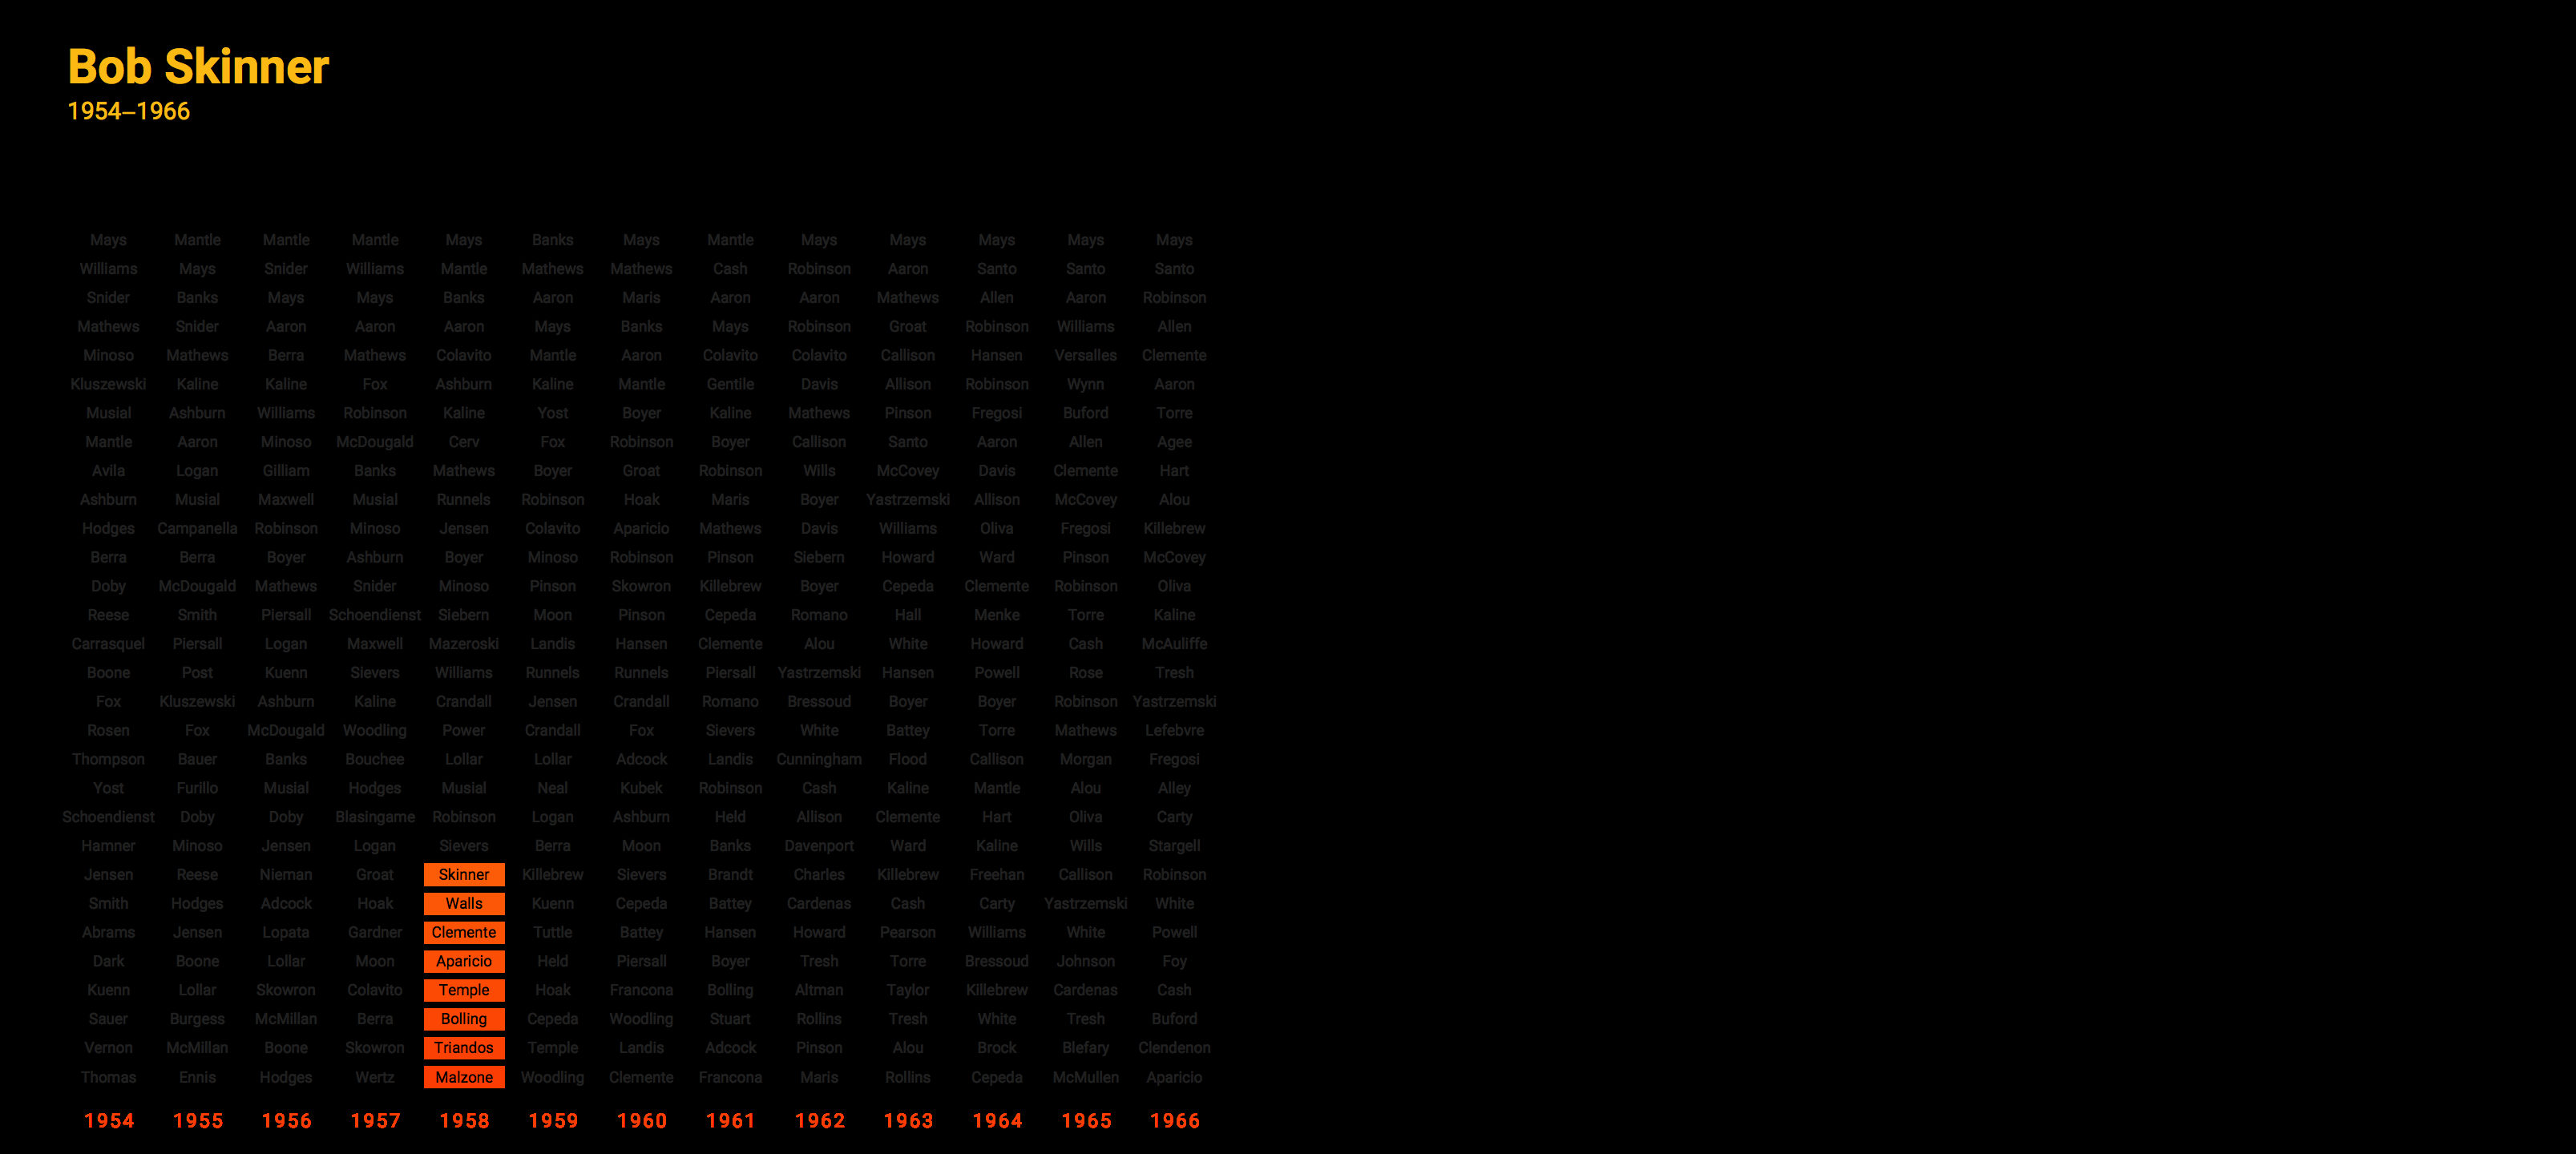 Bob Skinner
1954–1966
Mays Mantle Mantle Mantle Mays Banks Mays Mantle Mays Mays Mays Mays Mays
Williams Mays Snider Williams Mantle Mathews Mathews Cash Robinson Aaron Santo Santo Santo
Snider Banks Mays Mays Banks Aaron Maris Aaron Aaron Mathews Allen Aaron Robinson
Mathews Snider Aaron Aaron Aaron Mays Banks Mays Robinson Groat Robinson Williams Allen
Minoso Mathews Berra Mathews Colavito Mantle Aaron Colavito Colavito Callison Hansen Versalles Clemente
Kluszewski Kaline Kaline Fox Ashburn Kaline Mantle Gentile Davis Allison Robinson Wynn Aaron
Musial Ashburn Williams Robinson Kaline Yost Boyer Kaline Mathews Pinson Fregosi Buford Torre
Mantle Aaron Minoso McDougald Cerv Fox Robinson Boyer Callison Santo Aaron Allen Agee
Avila Logan Gilliam Banks Mathews Boyer Groat Robinson Wills McCovey Davis Clemente Hart
Ashburn Musial Maxwell Musial Runnels Robinson Hoak Maris Boyer Yastrzemski Allison McCovey Alou
Hodges Campanella Robinson Minoso Jensen Colavito Aparicio Mathews Davis Williams Oliva Fregosi Killebrew
Berra Berra Boyer Ashburn Boyer Minoso Robinson Pinson Siebern Howard Ward Pinson McCovey
Doby McDougald Mathews Snider Minoso Pinson Skowron Killebrew Boyer Cepeda Clemente Robinson Oliva
Reese Smith Piersall Schoendienst Siebern Moon Pinson Cepeda Romano Hall Menke Torre Kaline
Carrasquel Piersall Logan Maxwell Mazeroski Landis Hansen Clemente Alou White Howard Cash McAuliffe
Boone Post Kuenn Sievers Williams Runnels Runnels Piersall Yastrzemski Hansen Powell Rose Tresh
Fox Kluszewski Ashburn Kaline Crandall Jensen Crandall Romano Bressoud Boyer Boyer Robinson Yastrzemski
Rosen Fox McDougald Woodling Power Crandall Fox Sievers White Battey Torre Mathews Lefebvre
Thompson Bauer Banks Bouchee Lollar Lollar Adcock Landis Cunningham Flood Callison Morgan Fregosi
Yost Furillo Musial Hodges Musial Neal Kubek Robinson Cash Kaline Mantle Alou Alley
Schoendienst Doby Doby Blasingame Robinson Logan Ashburn Held Allison Clemente Hart Oliva Carty
Hamner Minoso Jensen Logan Sievers Berra Moon Banks Davenport Ward Kaline Wills Stargell
Jensen Reese Nieman Groat Skinner Killebrew Sievers Brandt Charles Killebrew Freehan Callison Robinson
Smith Hodges Adcock Hoak Walls Kuenn Cepeda Battey Cardenas Cash Carty Yastrzemski White
Abrams Jensen Lopata Gardner Clemente Tuttle Battey Hansen Howard Pearson Williams White Powell
Dark Boone Lollar Moon Aparicio Held Piersall Boyer Tresh Torre Bressoud Johnson Foy
Kuenn Lollar Skowron Colavito Temple Hoak Francona Bolling Altman Taylor Killebrew Cardenas Cash
Sauer Burgess McMillan Berra Bolling Cepeda Woodling Stuart Rollins Tresh White Tresh Buford
Vernon McMillan Boone Skowron Triandos Temple Landis Adcock Pinson Alou Brock Blefary Clendenon
Thomas Ennis Hodges Wertz Malzone Woodling Clemente Francona Maris Rollins Cepeda McMullen Aparicio
1954 1955 1956 1957 1958 1959 1960 1961 1962 1963 1964 1965 1966